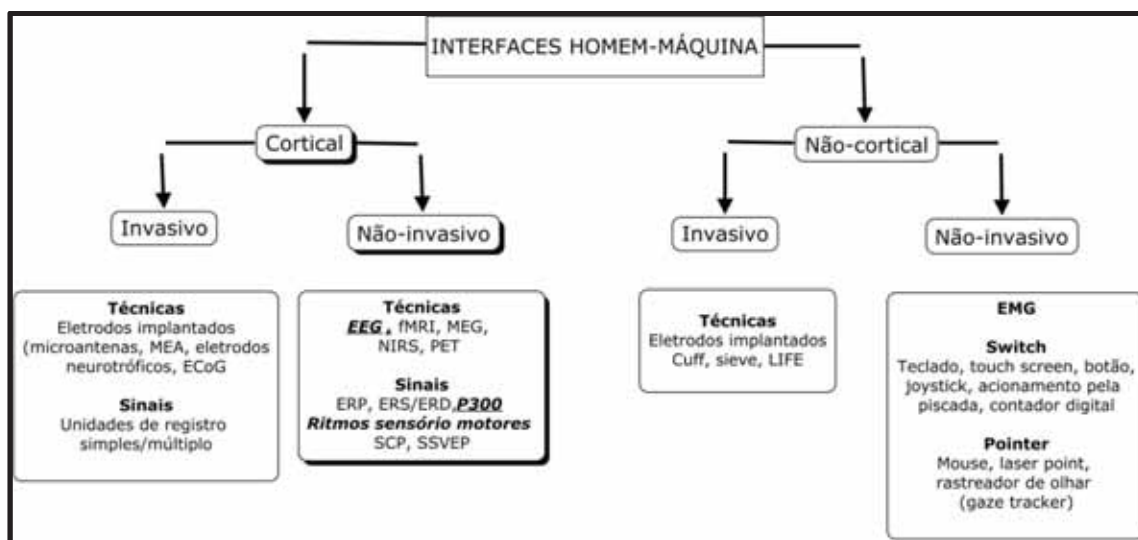 INTERFACES HOMEM-MÁQUINA
Cortical
Não-cortical
Invasivo
Não-invasivo
Invasivo
Não-invasivo
Técnicas
Eletrodos implantados
(microantenas, MEA, eletrodos
neurotróficos, ECoG
Sinais
Unidades de registro
simples/múltiplo
Técnicas
EEG , fMRI, MEG,
NIRS, PET
Sinais
ERP, ERS/ERD,P300
Ritmos sensório motores
SCP, SSVEP
Técnicas
Eletrodos implantados
Cuff, sieve, LIFE
EMG
Switch
Teclado, touch screen, botão,
joystick, acionamento pela
piscada, contador digital
Pointer
Mouse, laser point,
rastreador de olhar
(gaze tracker)